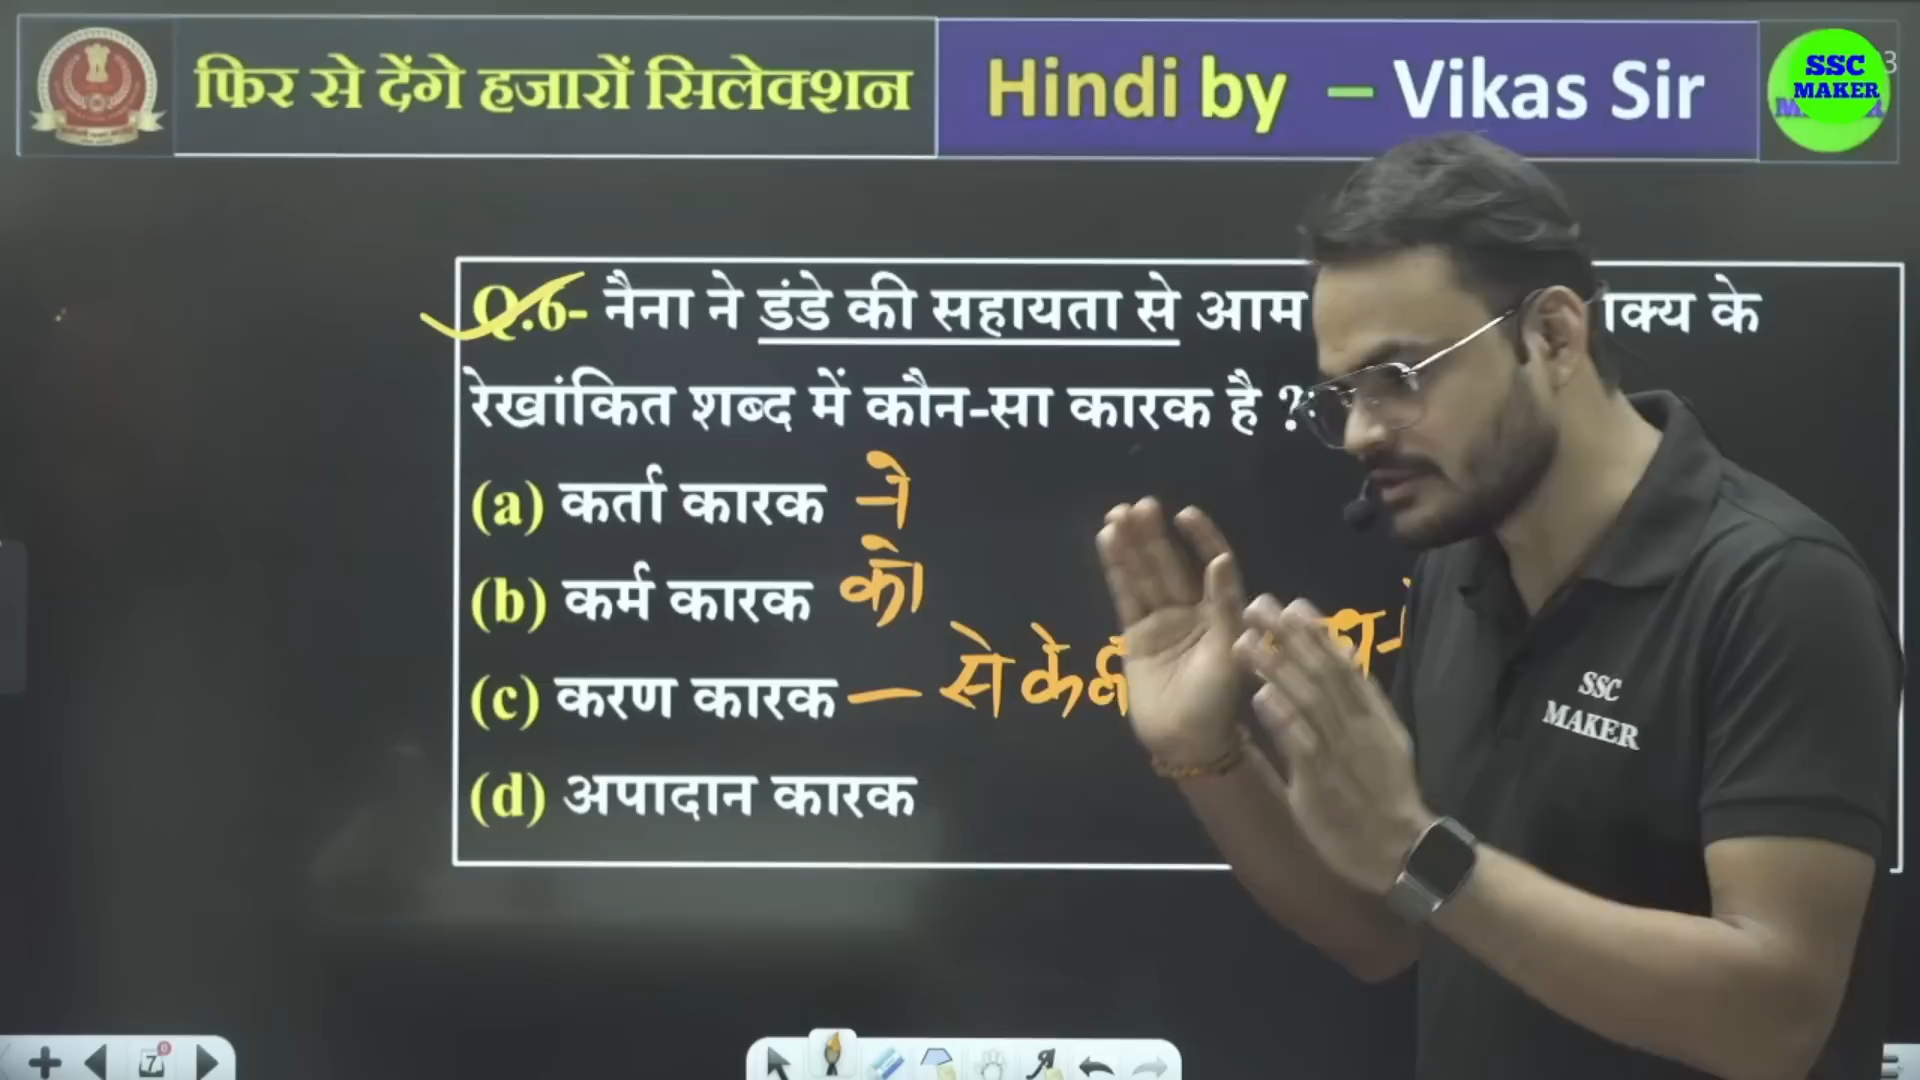 फिर से देंगे हजारों सिलेक्शन
Hindi by – Vikas Sir
SSC
MAKER
Q.6- नैना ने डंडे की सहायता से आम
के
रेखांकित शब्द में कौन-सा कारक है ?
(a) कर्ता कारक ने
(b) कर्म कारक को
(c) करण कारक — से के
(d) अपादान कारक
SSC
MAKER
7